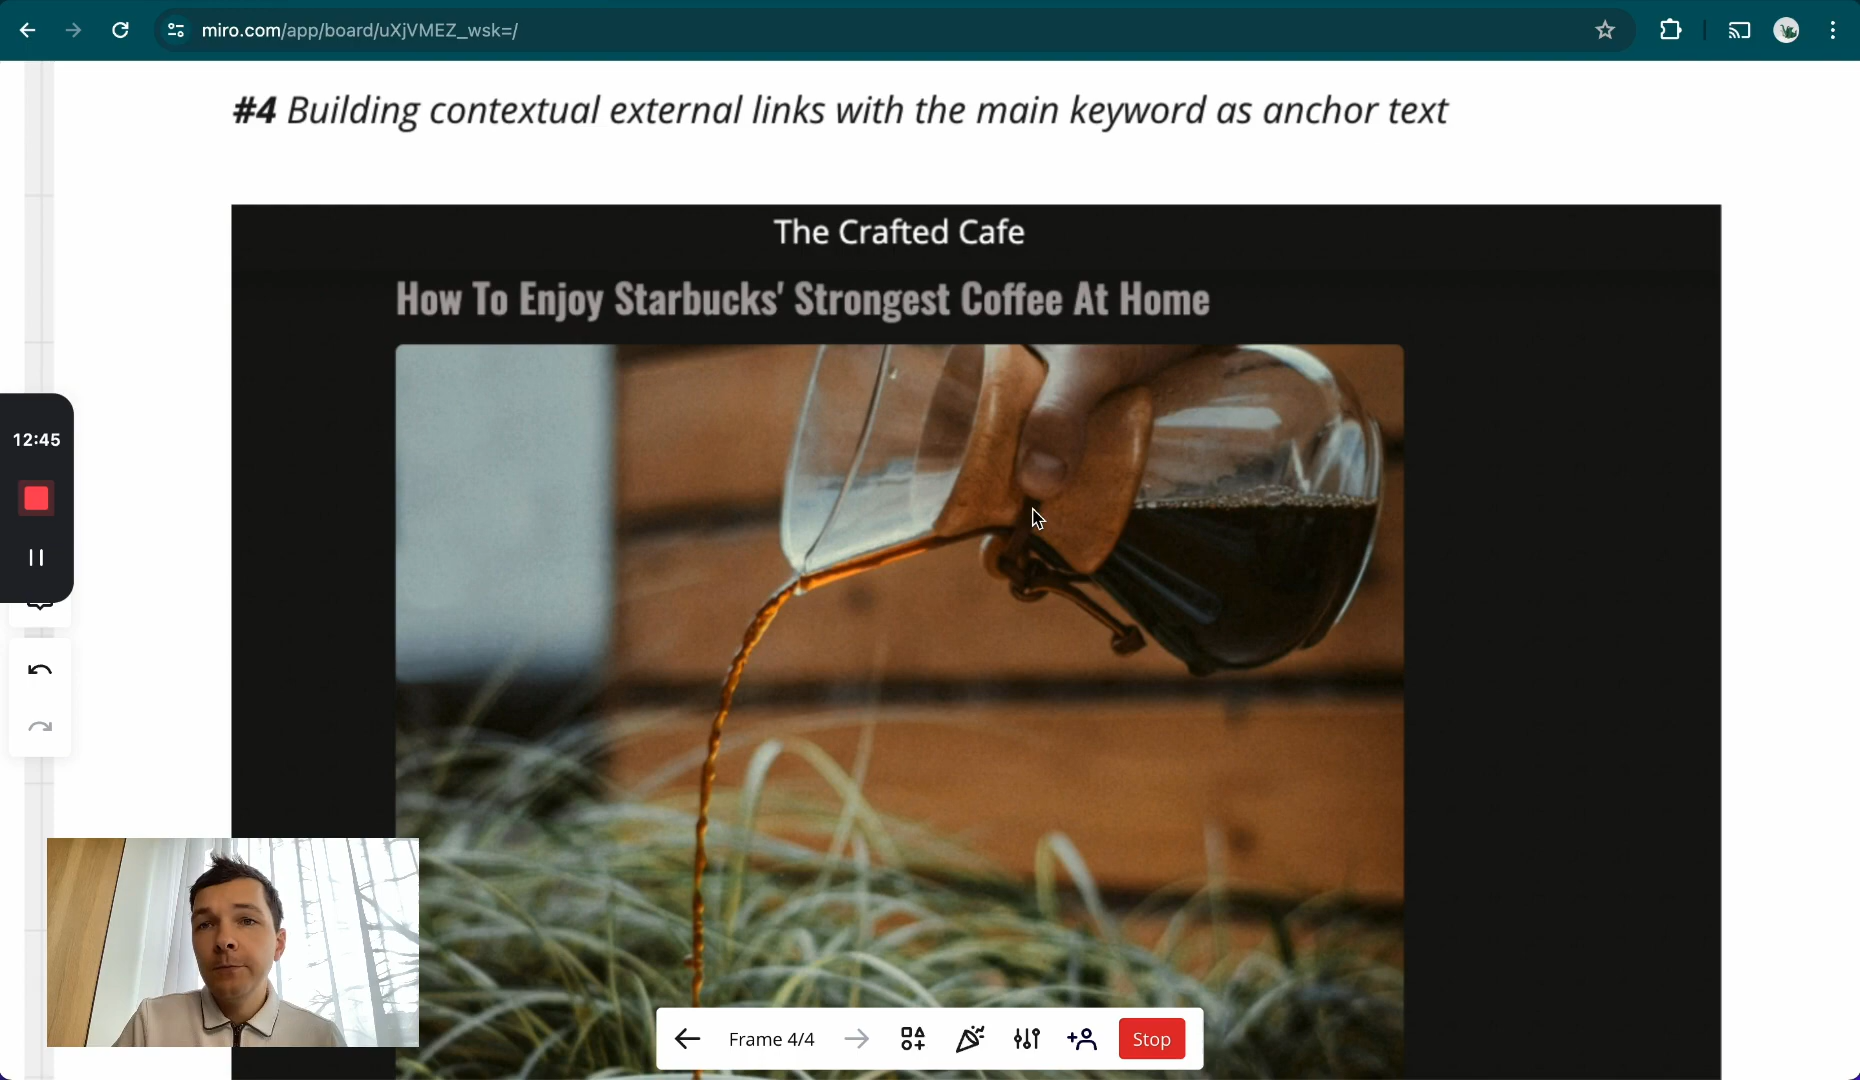 miro.com/app/board/uXjVMEZ_wsk=/
#4 Building contextual external links with the main keyword as anchor text
The Crafted Cafe
How To Enjoy Starbucks' Strongest Coffee At Home
12:45
Frame 4/4
Stop